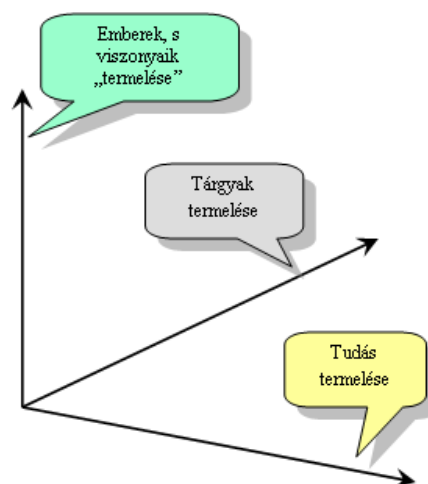 Emberek, s
viszonyaik
„termelése”
Tárgyak
termelése
Tudás
termelése